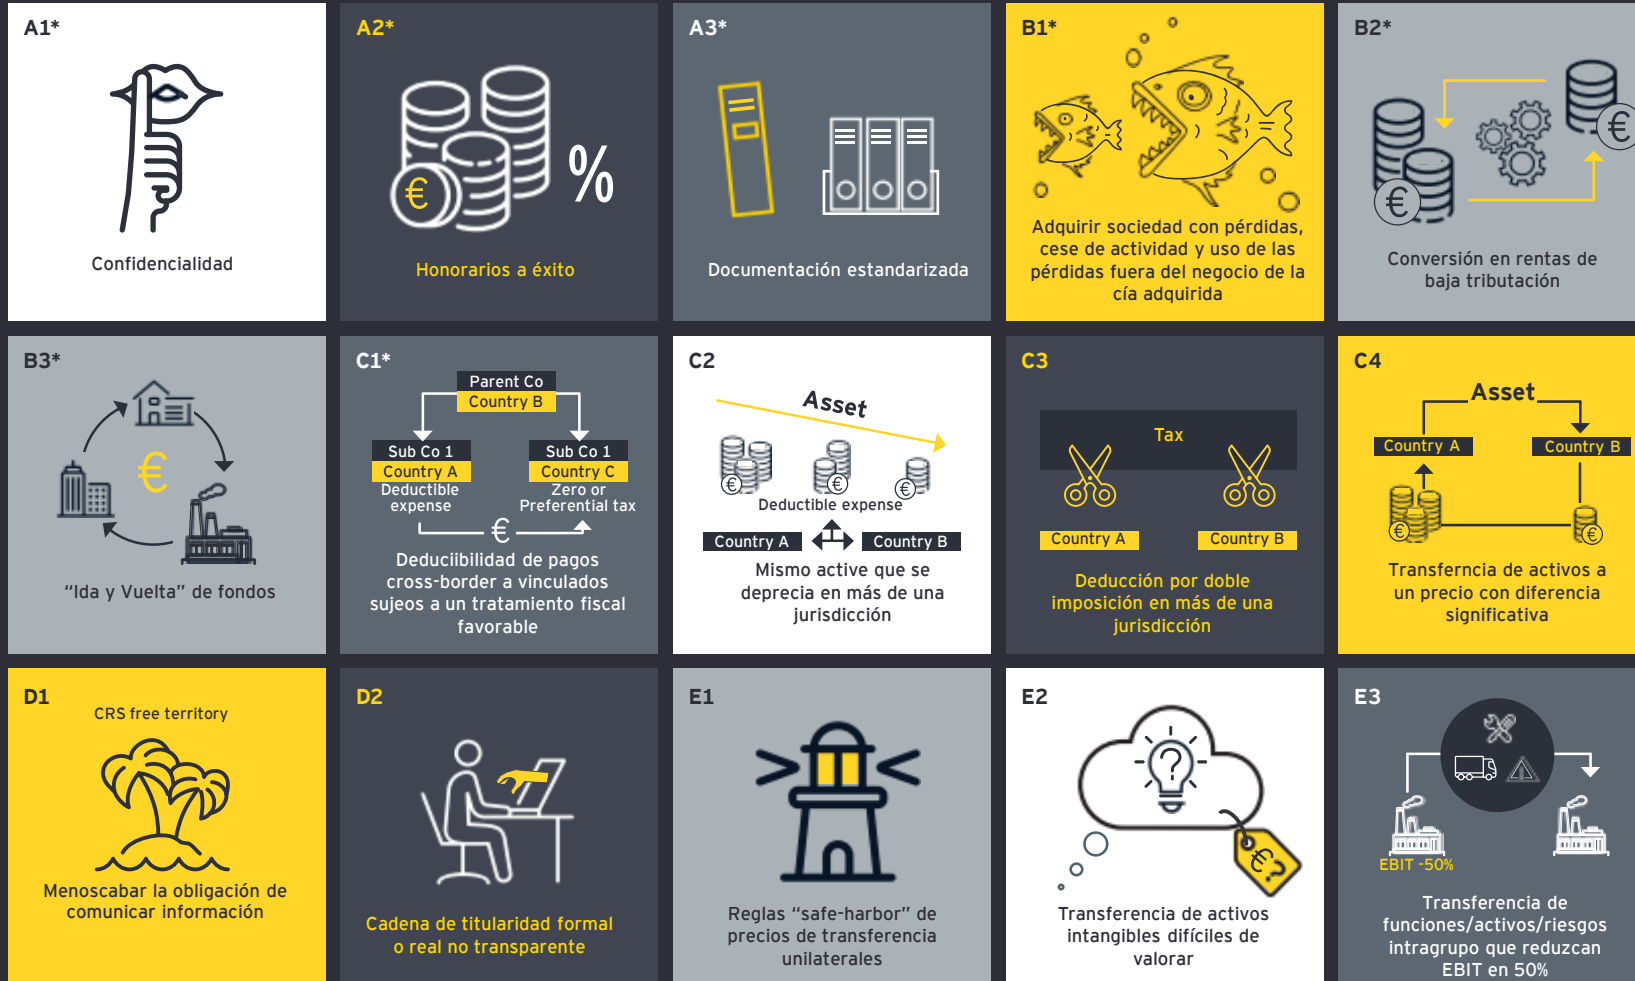 A1*
Confidencialidad
A2*
€
%
Honorarios a éxito
A3*
Documentación estandarizada
B1*
Adquirir sociedad con pérdidas,
cese de actividad y uso de las
pérdidas fuera del negocio de la
cía adquirida
B2*
€
€
Conversión en rentas de
baja tributación
B3*
€
“Ida y Vuelta” de fondos
C1*
Parent Co
Country B
Sub Co 1
Country A
Deductible
expense
Sub Co 1
Country C
Zero or
Preferential tax
€
Deduciibilidad de pagos
cross-border a vinculados
sujeos a un tratamiento fiscal
favorable
C2
Asset
€
€
€
Deductible expense
Country A
Country B
Mismo active que se
deprecia en más de una
jurisdicción
C3
Tax
Country A
Country B
Deducción por doble
imposición en más de una
jurisdicción
C4
Asset
Country A
Country B
€
€
Transferncia de activos a
un precio con diferencia
significativa
D1
CRS free territory
Menoscabar la obligación de
comunicar información
D2
Cadena de titularidad formal
o real no transparente
E1
Reglas “safe-harbor” de
precios de transferencia
unilaterales
E2
?
€?
Transferencia de activos
intangibles difíciles de
valorar
E3
EBIT -50%
Transferencia de
funciones/activos/riesgos
intragrupo que reduzcan
EBIT en 50%